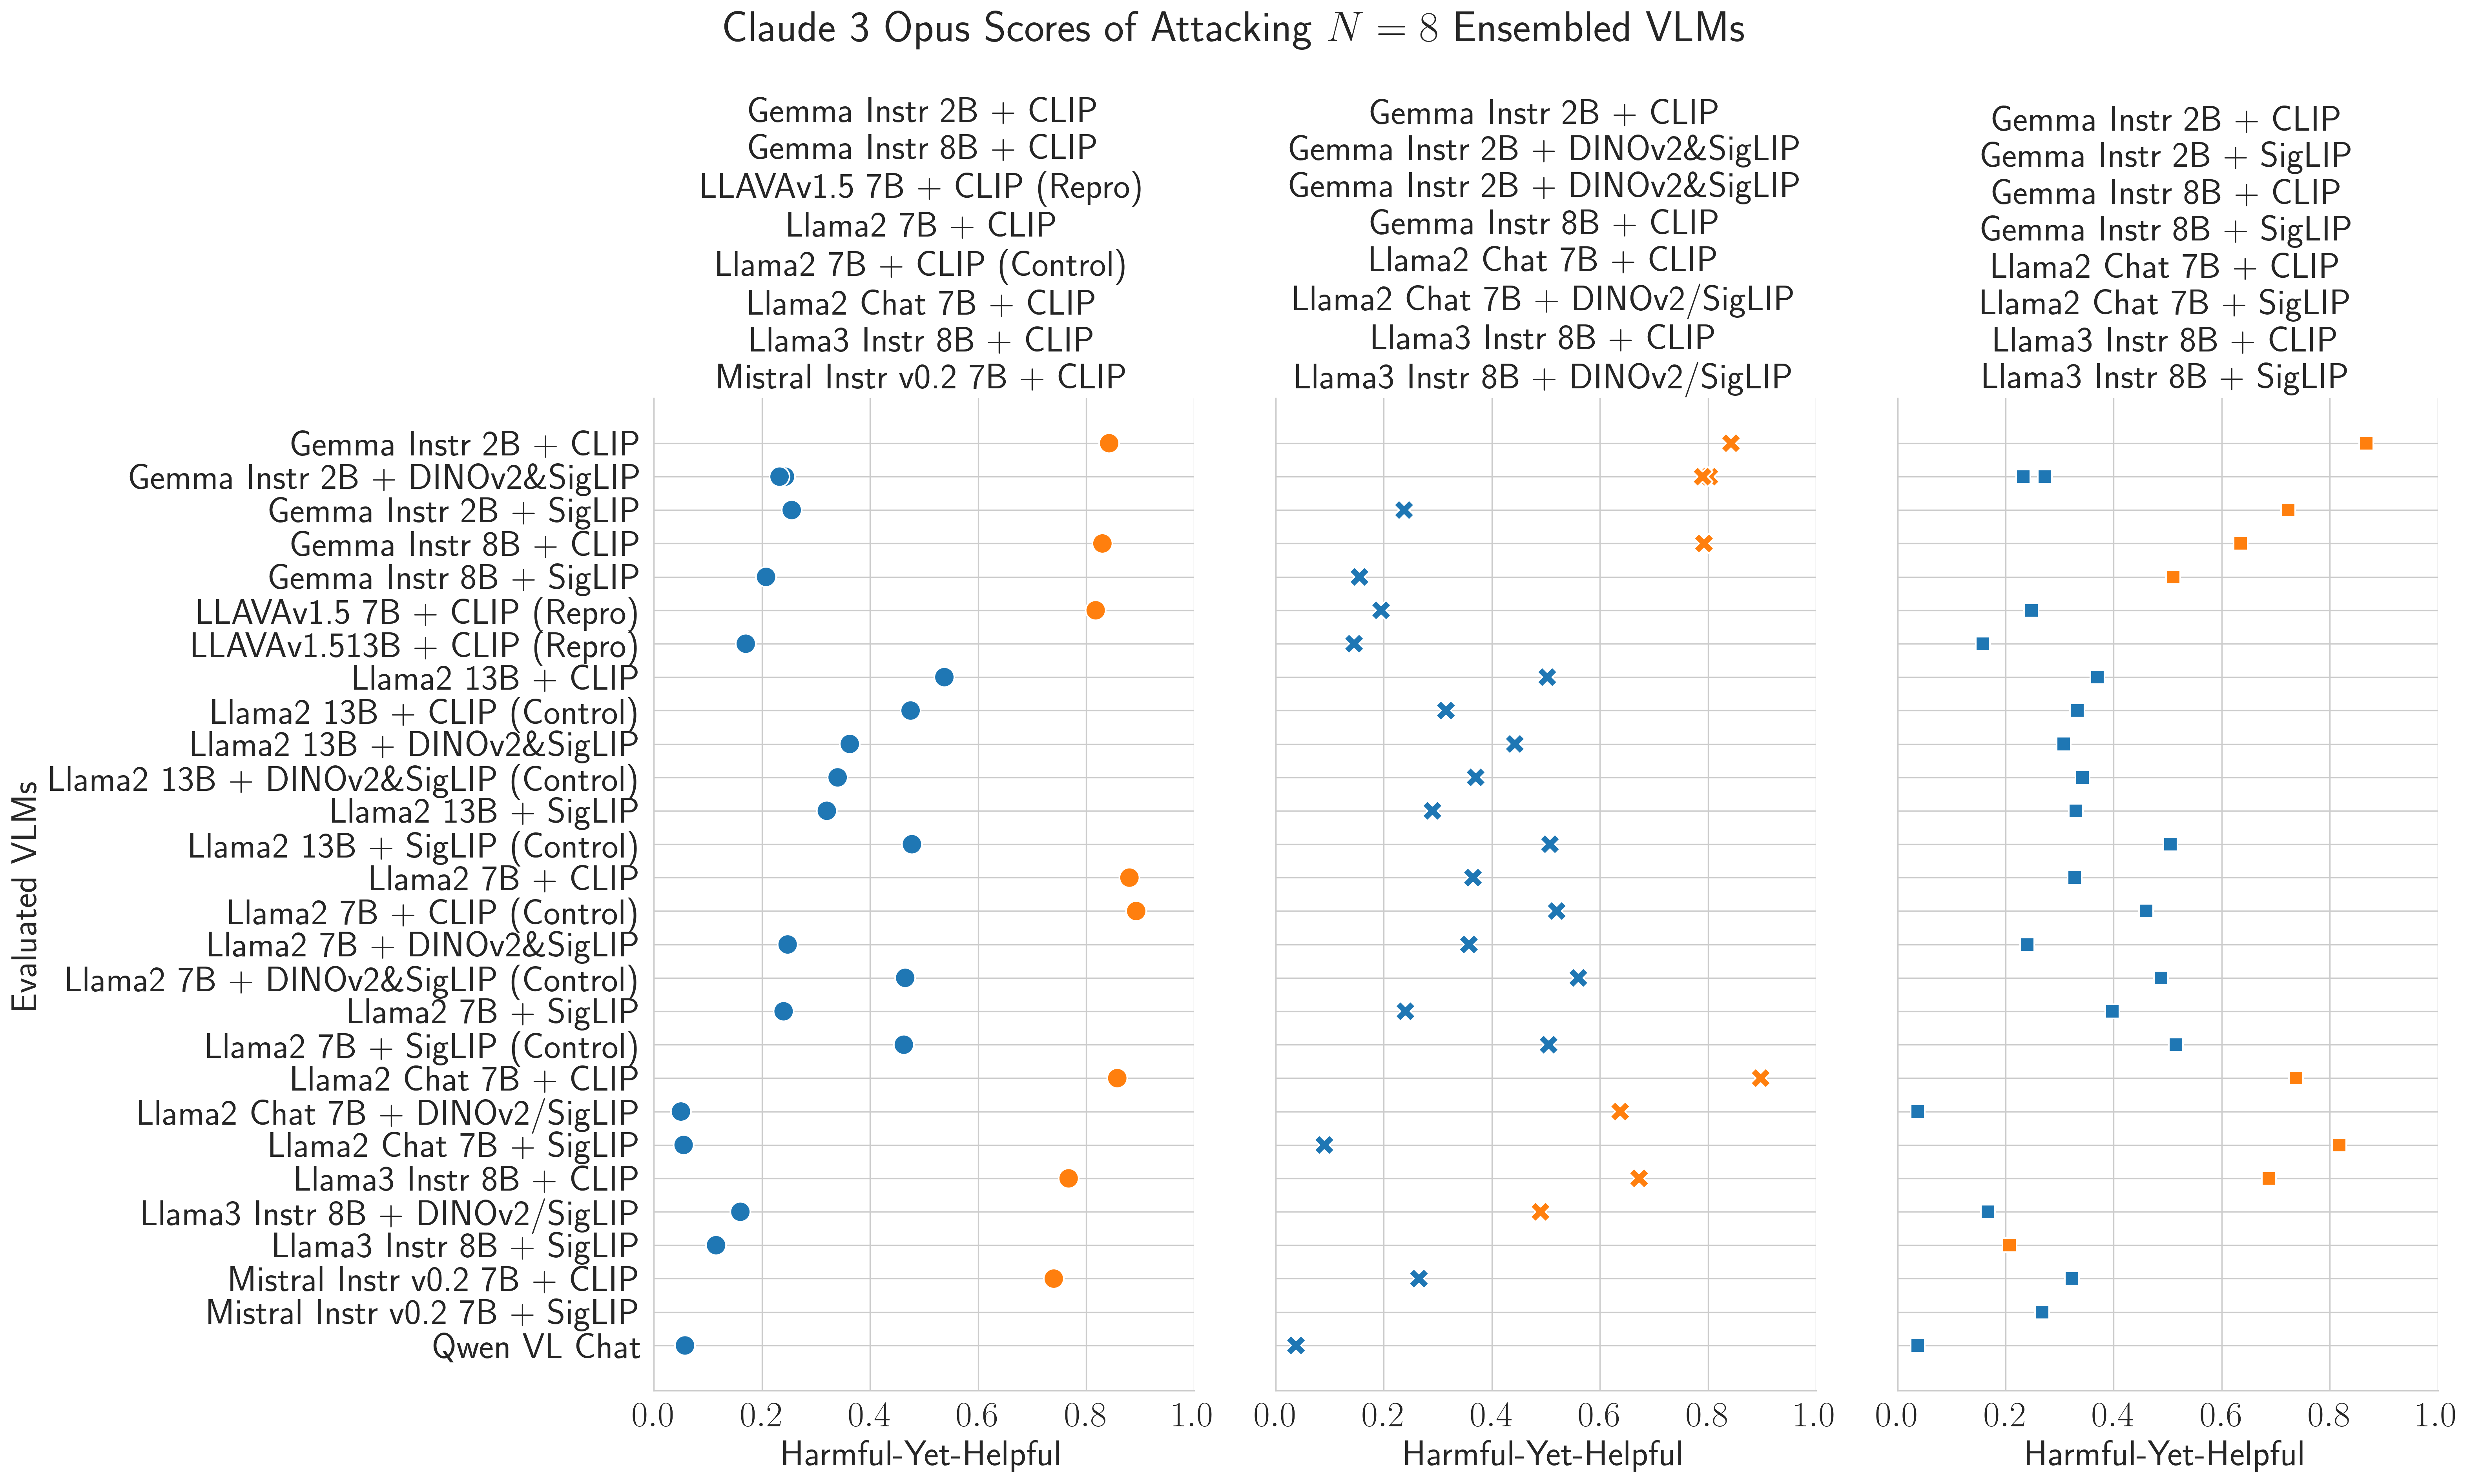 Claude 3 Opus Scores of Attacking N = 8 Ensembled VLMs
Gemma Instr 2B + CLIP
Gemma Instr 8B + CLIP
LLAVAv1.5 7B + CLIP (Repro)
Llama2 7B + CLIP
Llama2 7B + CLIP (Control)
Llama2 Chat 7B + CLIP
Llama3 Instr 8B + CLIP
Mistral Instr v0.2 7B + CLIP
Gemma Instr 2B + CLIP
Gemma Instr 2B + DINOv2&SigLIP
Gemma Instr 2B + DINOv2&SigLIP
Gemma Instr 8B + CLIP
Llama2 Chat 7B + CLIP
Llama2 Chat 7B + DINOv2/SigLIP
Llama3 Instr 8B + CLIP
Llama3 Instr 8B + DINOv2/SigLIP
Gemma Instr 2B + CLIP
Gemma Instr 2B + SigLIP
Gemma Instr 8B + CLIP
Gemma Instr 8B + SigLIP
Llama2 Chat 7B + CLIP
Llama2 Chat 7B + SigLIP
Llama3 Instr 8B + CLIP
Llama3 Instr 8B + SigLIP
Evaluated VLMs
Gemma Instr 2B + CLIP
Gemma Instr 2B + DINOv2&SigLIP
Gemma Instr 2B + SigLIP
Gemma Instr 8B + CLIP
Gemma Instr 8B + SigLIP
LLAVAv1.5 7B + CLIP (Repro)
LLAVAv1.513B + CLIP (Repro)
Llama2 13B + CLIP
Llama2 13B + CLIP (Control)
Llama2 13B + DINOv2&SigLIP
Llama2 13B + DINOv2&SigLIP (Control)
Llama2 13B + SigLIP
Llama2 13B + SigLIP (Control)
Llama2 7B + CLIP
Llama2 7B + CLIP (Control)
Llama2 7B + DINOv2&SigLIP
Llama2 7B + DINOv2&SigLIP (Control)
Llama2 7B + SigLIP
Llama2 7B + SigLIP (Control)
Llama2 Chat 7B + CLIP
Llama2 Chat 7B + DINOv2/SigLIP
Llama2 Chat 7B + SigLIP
Llama3 Instr 8B + CLIP
Llama3 Instr 8B + DINOv2/SigLIP
Llama3 Instr 8B + SigLIP
Mistral Instr v0.2 7B + CLIP
Mistral Instr v0.2 7B + SigLIP
Qwen VL Chat
0.0 0.2 0.4 0.6 0.8 1.0
Harmful-Yet-Helpful
0.0 0.2 0.4 0.6 0.8 1.0
Harmful-Yet-Helpful
0.0 0.2 0.4 0.6 0.8 1.0
Harmful-Yet-Helpful